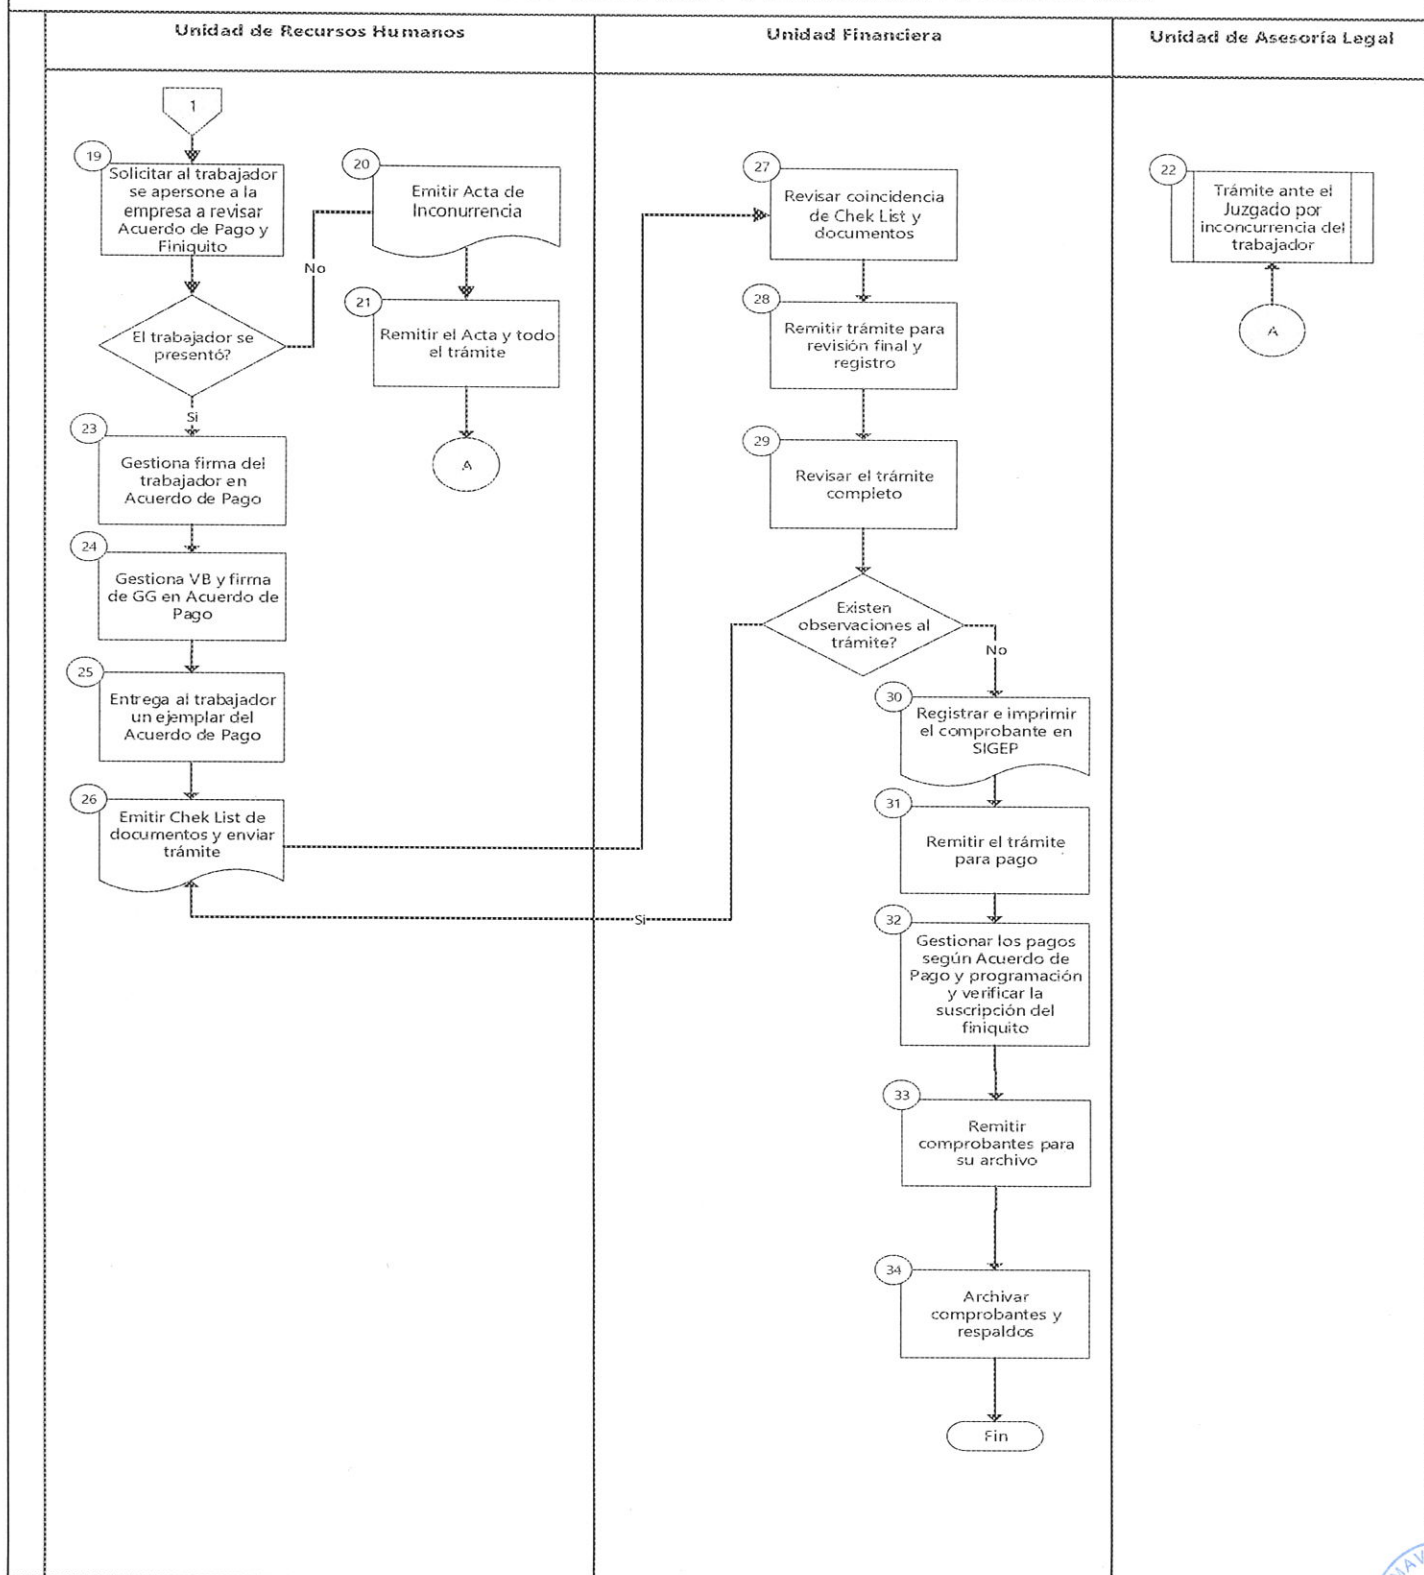 Unidad de Recursos Humanos
Unidad Financiera
Unidad de Asesoría Legal
1
19
Solicitar al trabajador
se apersone a la
empresa a revisar
Acuerdo de Pago y
Finiquito
El trabajador se
presentó?
No
Si
20
Emitir Acta de
Inconurrencia
21
Remitir el Acta y todo
el trámite
A
23
Gestiona firma del
trabajador en
Acuerdo de Pago
24
Gestiona VB y firma
de GG en Acuerdo de
Pago
25
Entrega al trabajador
un ejemplar del
Acuerdo de Pago
26
Emitir Chek List de
documentos y enviar
trámite
27
Revisar coincidencia
de Chek List y
documentos
28
Remitir trámite para
revisión final y
registro
29
Revisar el trámite
completo
Existen
observaciones al
trámite?
Si
No
30
Registrar e imprimir
el comprobante en
SIGEP
31
Remitir el trámite
para pago
32
Gestionar los pagos
según Acuerdo de
Pago y programación
y verificar la
suscripción del
finiquito
33
Remitir
comprobantes para
su archivo
34
Archivar
comprobantes y
respaldos
Fin
22
Trámite ante el
Juzgado por
inconcurrencia del
trabajador
A